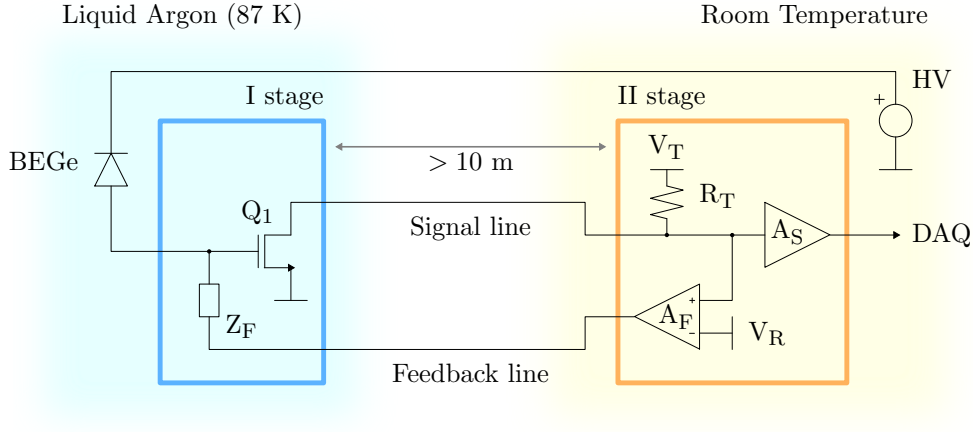 Liquid Argon (87 K)
Room Temperature
I stage
II stage
HV
+
BEGe
> 10 m
V_T
R_T
Q_1
Signal line
A_S
DAQ
Z_F
A_F
+
−
V_R
Feedback line